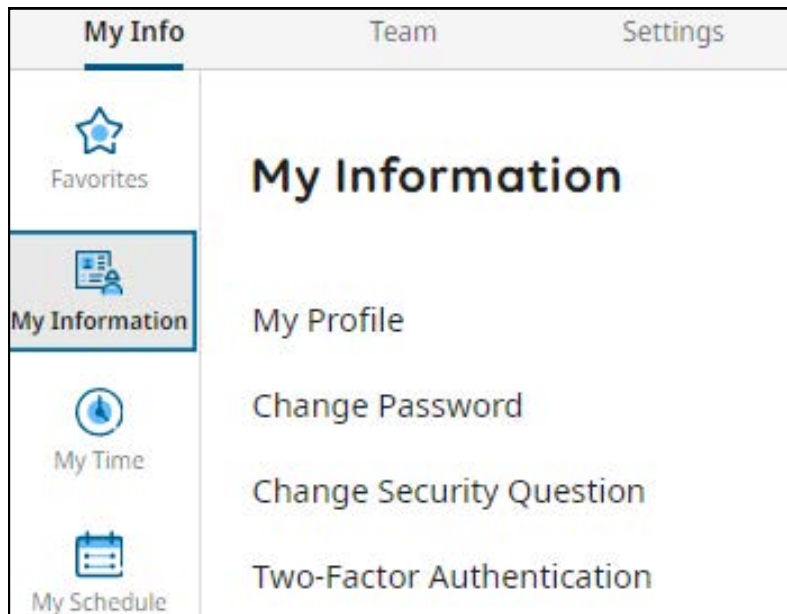 My Info
Team
Settings
Favorites
My Information
My Time
My Schedule
My Information
My Profile
Change Password
Change Security Question
Two-Factor Authentication